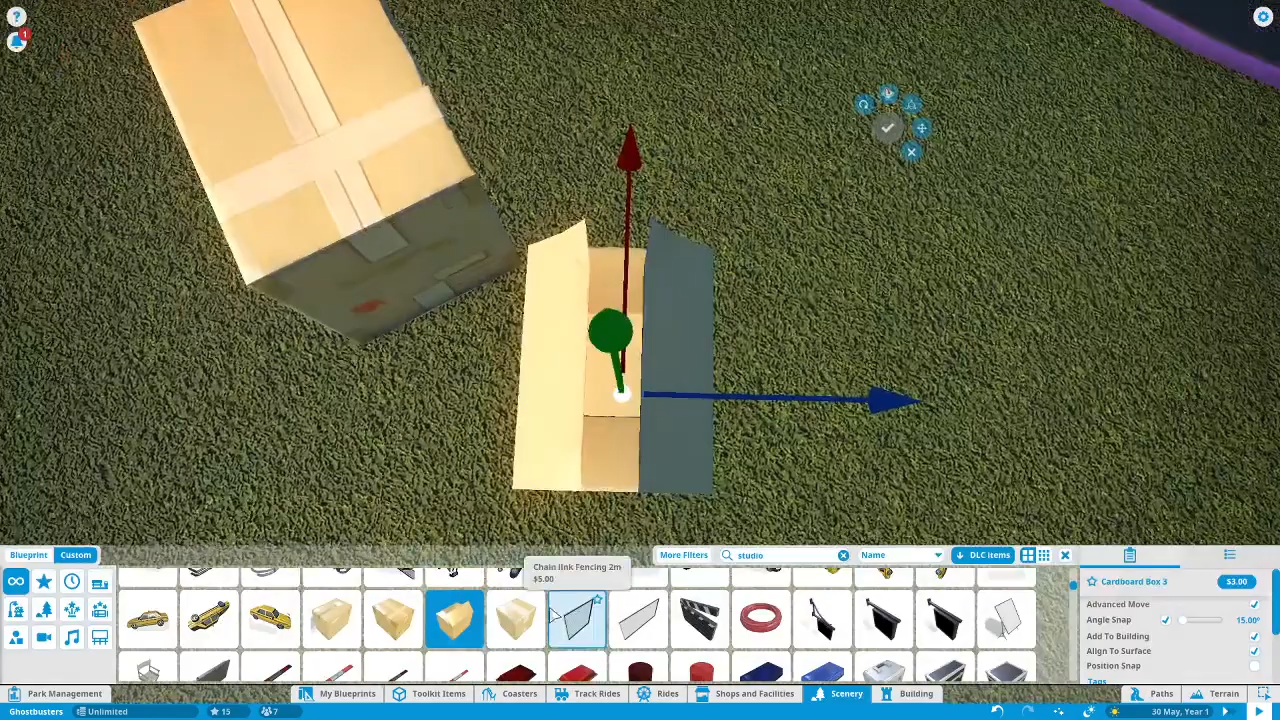 ?
1
Chain link Fencing 2m
$5.00
Blueprint
Custom
More Filters
studio
Name
DLC items
Cardboard Box 3
$3.00
Advanced Move
Angle Snap
15.00°
Add To Building
Align To Surface
Position Snap
Park Management
My Blueprints
Toolkit Items
Coasters
Track Rides
Rides
Shops and Facilities
Scenery
Building
Paths
Terrain
Ghostbusters
Unlimited
15
7
30 May, Year 1